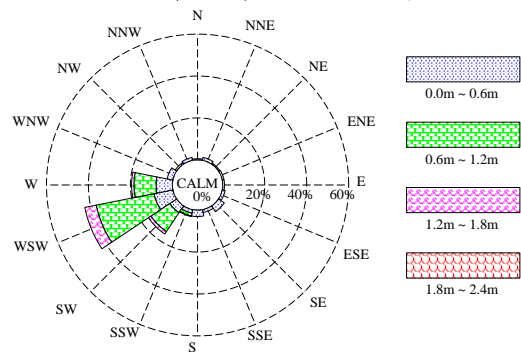 N
NNW
NNE
NW
NE
WNW
ENE
W
CALM
0%
20%
40%
60%
E
WSW
ESE
SW
SE
SSW
SSE
S
0.0m ~ 0.6m
0.6m ~ 1.2m
1.2m ~ 1.8m
1.8m ~ 2.4m